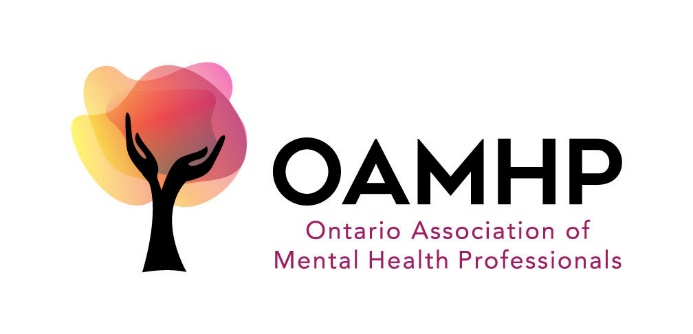 OAMHP
Ontario Association of
Mental Health Professionals